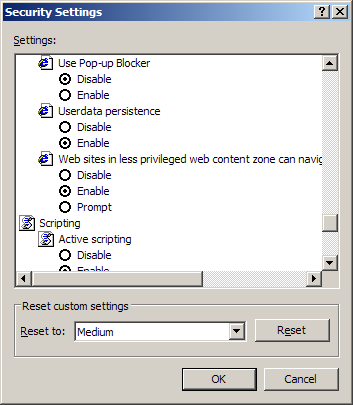 Security Settings
Settings:
Use Pop-up Blocker
Disable
Enable
Userdata persistence
Disable
Enable
Web sites in less privileged web content zone can navig
Disable
Enable
Prompt
Scripting
Active scripting
Disable
Enable
Reset custom settings
Reset to: Medium Reset
OK Cancel